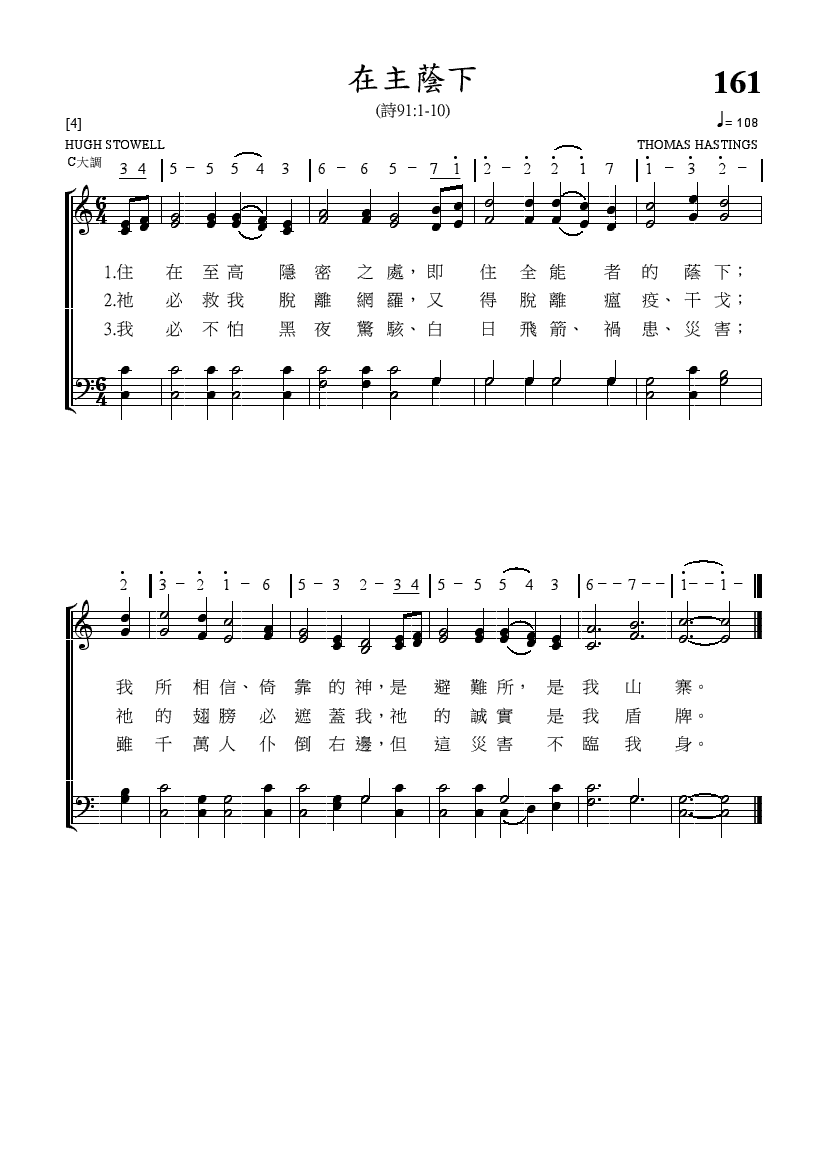 在主蔭下
161
(詩91:1-10)
[4]
♩= 108
HUGH STOWELL
THOMAS HASTINGS
C大調
3 4 | 5 - 5 5 4 3 | 6 - 6 5 - 7 1̇ | 2̇ - 2̇ 2̇ 1̇ 7 | 1̇ - 3̇ 2̇ - |
6
4
1.住 在 至 高 隱 密 之 處，即 住 全 能 者 的 蔭 下；
2.祂 必 救 我 脫 離 網 羅，又 得 脫 離 瘟 疫、干 戈；
3.我 必 不 怕 黑 夜 驚 駭、白 日 飛 箭、禍 患、災 害；
6
4
2̇ | 3̇ - 2̇ 1̇ - 6 | 5 - 3 2 - 3 4 | 5 - 5 5 4 3 | 6 - - 7 - - | 1̇ - - 1̇ - |
我 所 相 信、倚 靠 的 神，是 避 難 所，是 我 山 寨。
祂 的 翅 膀 必 遮 蓋 我，祂 的 誠 實 是 我 盾 牌。
雖 千 萬 人 仆 倒 右 邊，但 這 災 害 不 臨 我 身。